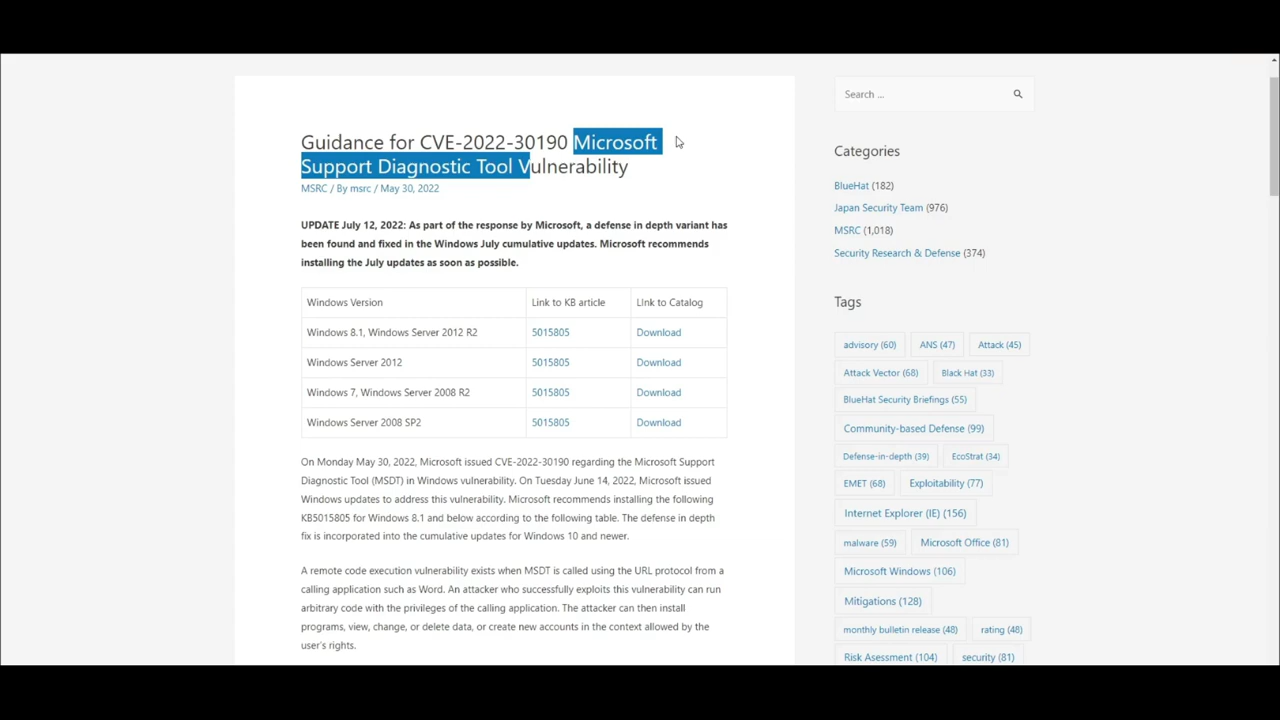 Guidance for CVE-2022-30190 Microsoft
Support Diagnostic Tool Vulnerability
MSRC / By msrc / May 30, 2022
UPDATE July 12, 2022: As part of the response by Microsoft, a defense in depth variant has
been found and fixed in the Windows July cumulative updates. Microsoft recommends
installing the July updates as soon as possible.
Windows Version Link to KB article LInk to Catalog
Windows 8.1, Windows Server 2012 R2 5015805 Download
Windows Server 2012 5015805 Download
Windows 7, Windows Server 2008 R2 5015805 Download
Windows Server 2008 SP2 5015805 Download
On Monday May 30, 2022, Microsoft issued CVE-2022-30190 regarding the Microsoft Support
Diagnostic Tool (MSDT) in Windows vulnerability. On Tuesday June 14, 2022, Microsoft issued
Windows updates to address this vulnerability. Microsoft recommends installing the following
KB5015805 for Windows 8.1 and below according to the following table. The defense in depth
fix is incorporated into the cumulative updates for Windows 10 and newer.
A remote code execution vulnerability exists when MSDT is called using the URL protocol from a
calling application such as Word. An attacker who successfully exploits this vulnerability can run
arbitrary code with the privileges of the calling application. The attacker can then install
programs, view, change, or delete data, or create new accounts in the context allowed by the
user's rights.
Search ...
Categories
BlueHat (182)
Japan Security Team (976)
MSRC (1,018)
Security Research & Defense (374)
Tags
advisory (60) ANS (47) Attack (45)
Attack Vector (68) Black Hat (33)
BlueHat Security Briefings (55)
Community-based Defense (99)
Defense-in-depth (39) EcoStrat (34)
EMET (68) Exploitability (77)
Internet Explorer (IE) (156)
malware (59) Microsoft Office (81)
Microsoft Windows (106)
Mitigations (128)
monthly bulletin release (48) rating (48)
Risk Asessment (104) security (81)